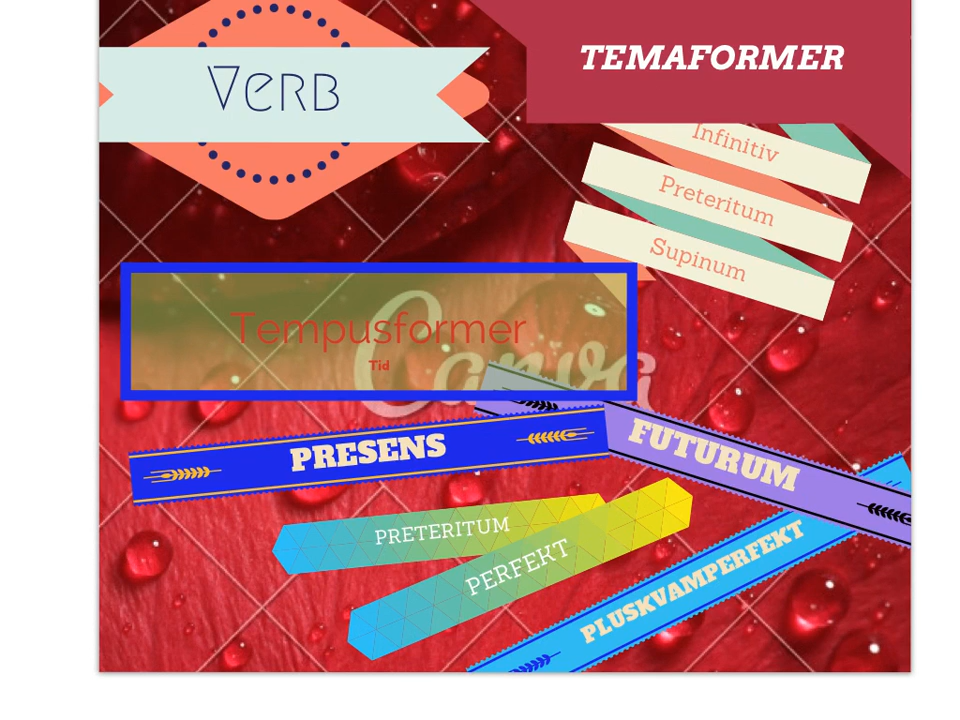 VERB
TEMAFORMER
Infinitiv
Preteritum
Supinum
Tempusformer
Tid
Canva
PRESENS
FUTURUM
PRETERITUM
PERFEKT
PLUSKVAMPERFEKT